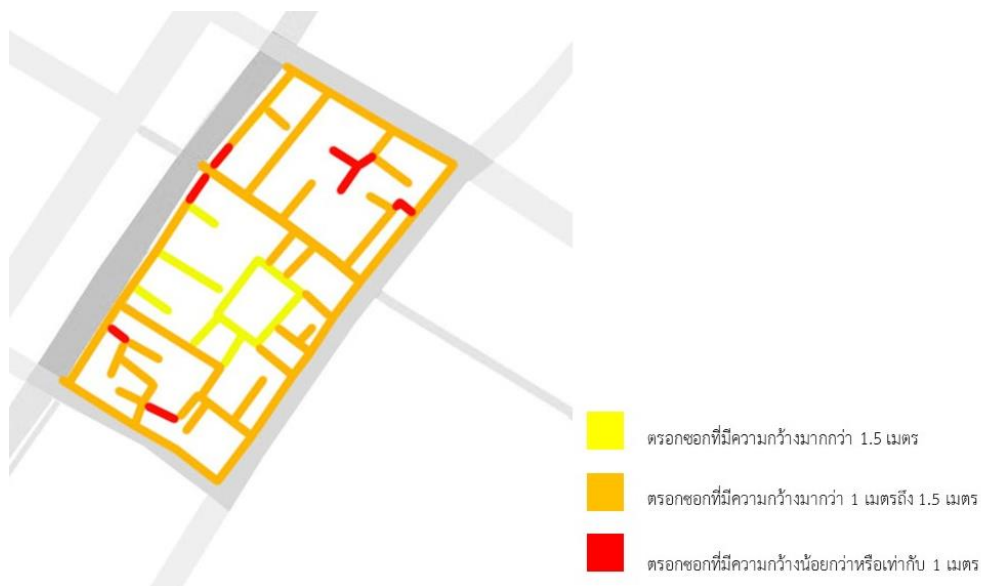 ตรอกซอกที่มีความกว้างมากกว่า 1.5 เมตร
ตรอกซอกที่มีความกว้างมากว่า 1 เมตรถึง 1.5 เมตร
ตรอกซอกที่มีความกว้างน้อยกว่าหรือเท่ากับ 1 เมตร